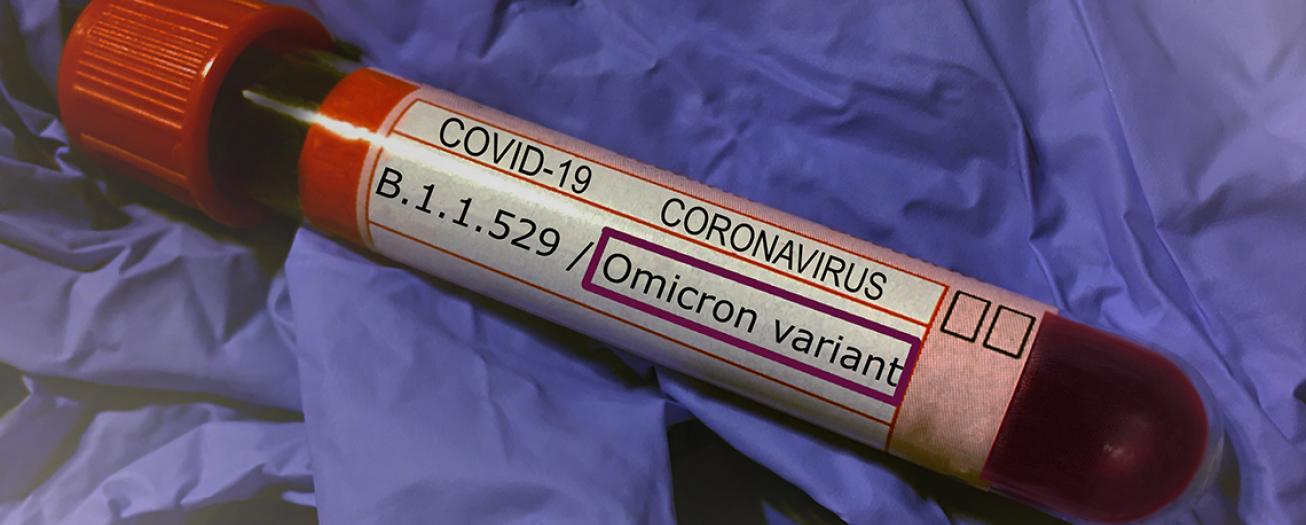 COVID-19 CORONAVIRUS
B.1.1.529 / Omicron variant